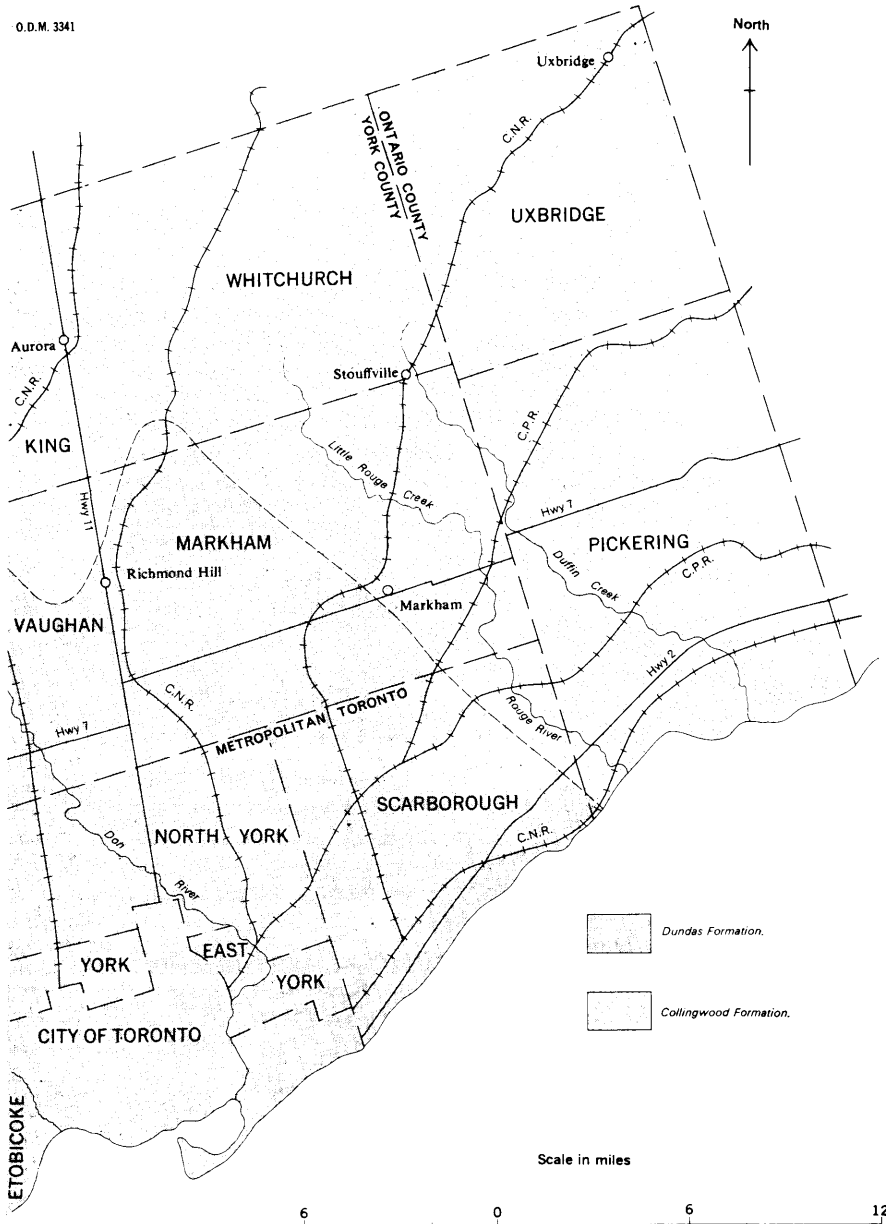 O.D.M. 3341
North
Uxbridge
C.N.R.
ONTARIO COUNTY
YORK COUNTY
UXBRIDGE
WHITCHURCH
Aurora
Stouffville
C.N.R.
C.P.R.
KING
Little Rouge Creek
Hwy 11
Hwy 7
MARKHAM
PICKERING
Richmond Hill
Duffin Creek
C.P.R.
Markham
VAUGHAN
Hwy 2
C.N.R.
METROPOLITAN TORONTO
Rouge River
Hwy 7
SCARBOROUGH
NORTH YORK
Don River
C.N.R.
Dundas Formation.
EAST
YORK
YORK
Collingwood Formation.
CITY OF TORONTO
ETOBICOKE
Scale in miles
6 0 6 12